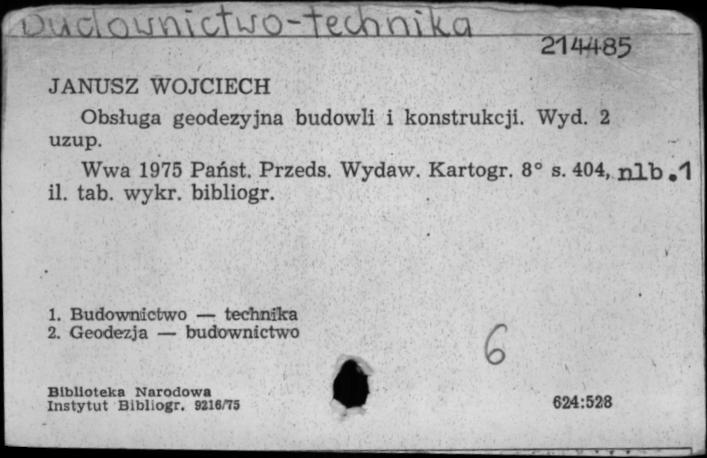 Budownictwo-technika
214485
JANUSZ WOJCIECH
Obsługa geodezyjna budowli i konstrukcji. Wyd. 2
uzup.
Wwa 1975 Państ. Przeds. Wydaw. Kartogr. 8° s. 404, nlb.1
il. tab. wykr. bibliogr.
1. Budownictwo — technika
2. Geodezja — budownictwo
6
Biblioteka Narodowa
Instytut Bibliogr. 9216/75
624:528